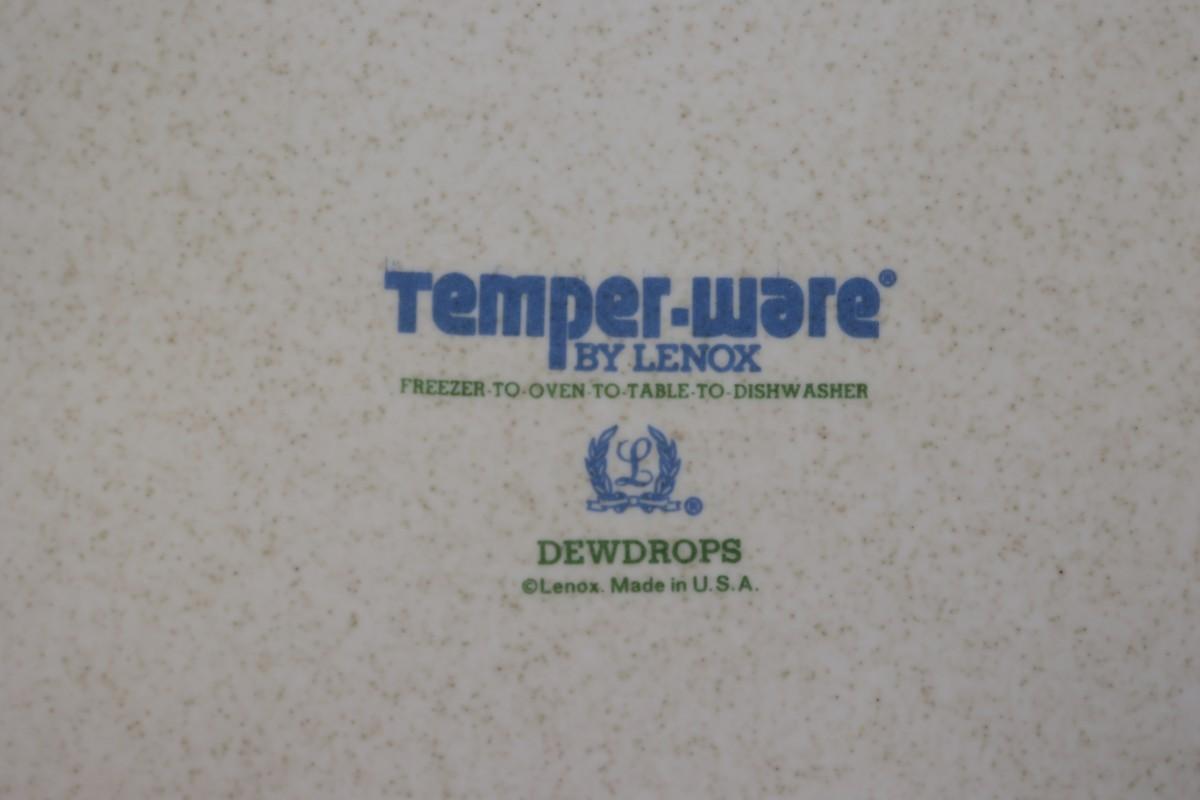 Temper-ware®
BY LENOX
FREEZER-TO-OVEN-TO-TABLE-TO-DISHWASHER
L
®
DEWDROPS
©Lenox. Made in U.S.A.